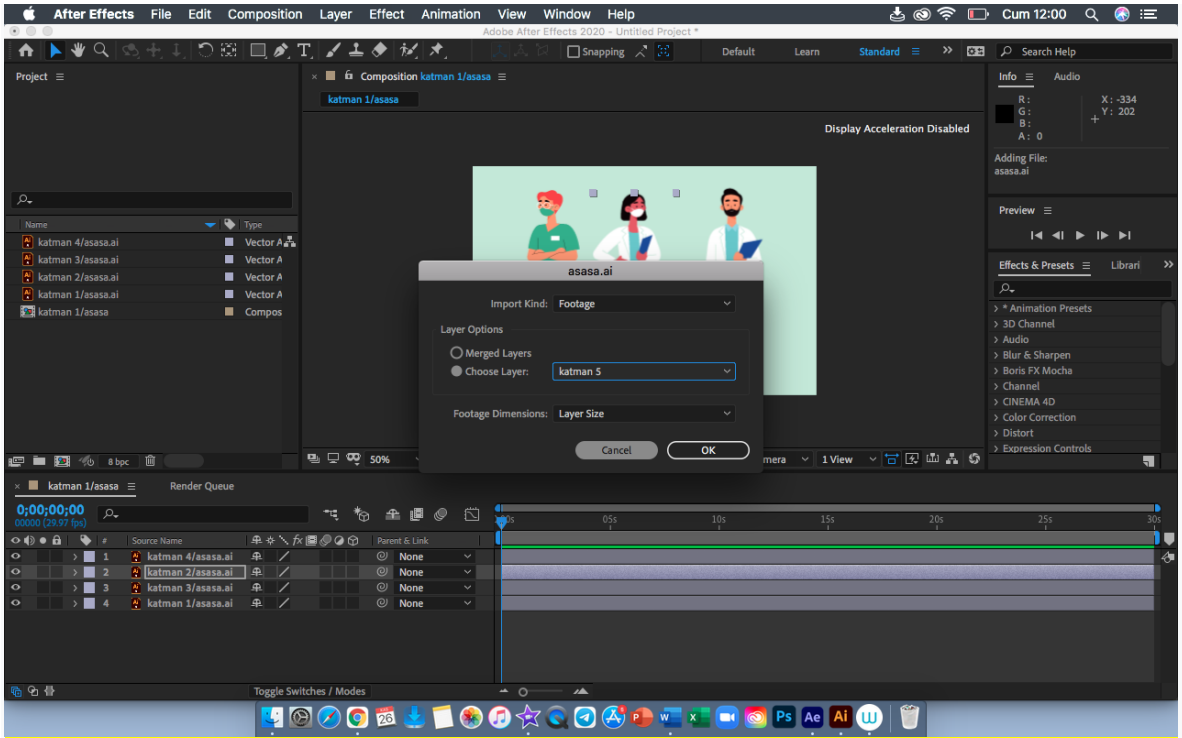 After Effects File Edit Composition Layer Effect Animation View Window Help Cum 12:00
Adobe After Effects 2020 - Untitled Project *
Snapping Default Learn Standard Search Help
Project
Composition katman 1/asasa
katman 1/asasa
Display Acceleration Disabled
Info Audio
R: X: -334
G: Y: 202
B:
A: 0
Adding File:
asasa.ai
Preview
Effects & Presets Librari
* Animation Presets
3D Channel
Audio
Blur & Sharpen
Boris FX Mocha
Channel
CINEMA 4D
Color Correction
Distort
Expression Controls
Name Type
katman 4/asasa.ai Vector A
katman 3/asasa.ai Vector A
katman 2/asasa.ai Vector A
katman 1/asasa.ai Vector A
katman 1/asasa Compos
8 bpc
asasa.ai
Import Kind: Footage
Layer Options
Merged Layers
Choose Layer: katman 5
Footage Dimensions: Layer Size
Cancel OK
50% mera 1 View
katman 1/asasa Render Queue
0;00;00;00
00000 (29.97 fps)
05s 10s 15s 20s 25s 30s
# Source Name fx Parent & Link
1 Ai katman 4/asasa.ai None
2 Ai katman 2/asasa.ai None
3 Ai katman 3/asasa.ai None
4 Ai katman 1/asasa.ai None
Toggle Switches / Modes
26 P W X Ps Ae Ai W